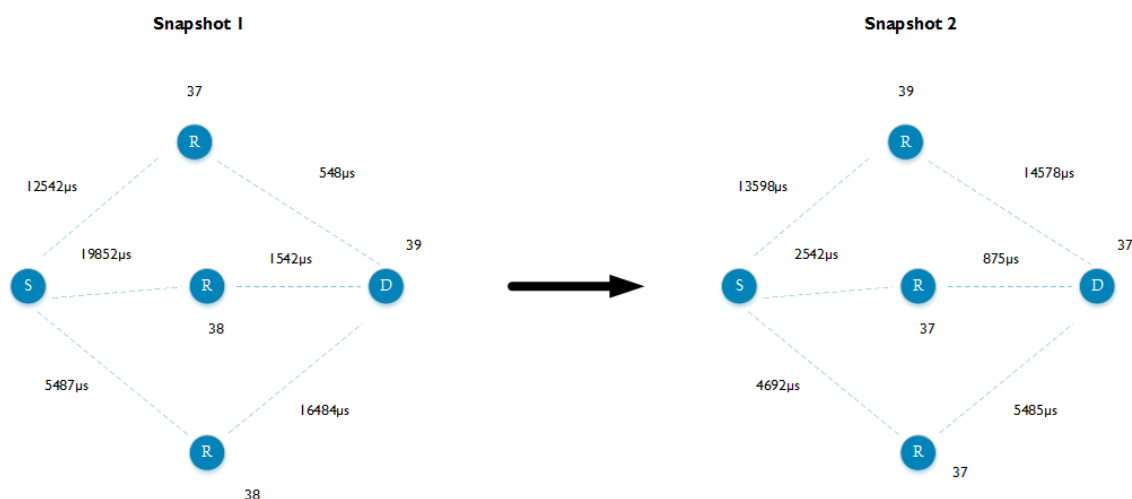 Snapshot 1
37
R
12542µs
548µs
19852µs
1542µs
39
S
R
D
38
5487µs
16484µs
R
38
Snapshot 2
39
R
13598µs
14578µs
2542µs
875µs
37
S
R
D
37
4692µs
5485µs
R
37